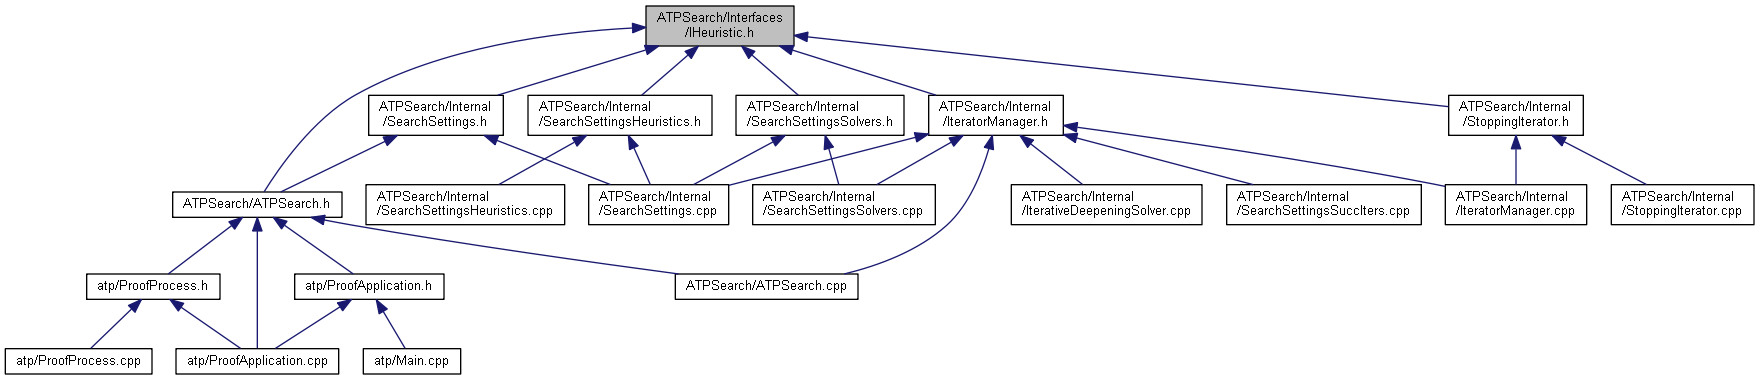 ATPSearch/Interfaces
/IHeuristic.h
ATPSearch/Internal
/SearchSettings.h
ATPSearch/Internal
/SearchSettingsHeuristics.h
ATPSearch/Internal
/SearchSettingsSolvers.h
ATPSearch/Internal
/IteratorManager.h
ATPSearch/Internal
/StoppingIterator.h
ATPSearch/ATPSearch.h
ATPSearch/Internal
/SearchSettingsHeuristics.cpp
ATPSearch/Internal
/SearchSettings.cpp
ATPSearch/Internal
/SearchSettingsSolvers.cpp
ATPSearch/Internal
/IterativeDeepeningSolver.cpp
ATPSearch/Internal
/SearchSettingsSuccIters.cpp
ATPSearch/Internal
/IteratorManager.cpp
ATPSearch/Internal
/StoppingIterator.cpp
atp/ProofProcess.h
atp/ProofApplication.h
ATPSearch/ATPSearch.cpp
atp/ProofProcess.cpp
atp/ProofApplication.cpp
atp/Main.cpp